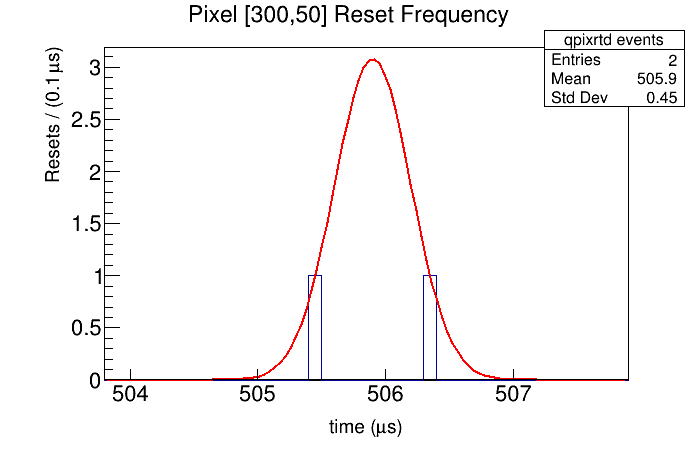 Pixel [300,50] Reset Frequency
qpixrtd events
Entries 2
Mean 505.9
Std Dev 0.45
Resets / (0.1 μs)
3
2.5
2
1.5
1
0.5
0
504 505 506 507
time (μs)